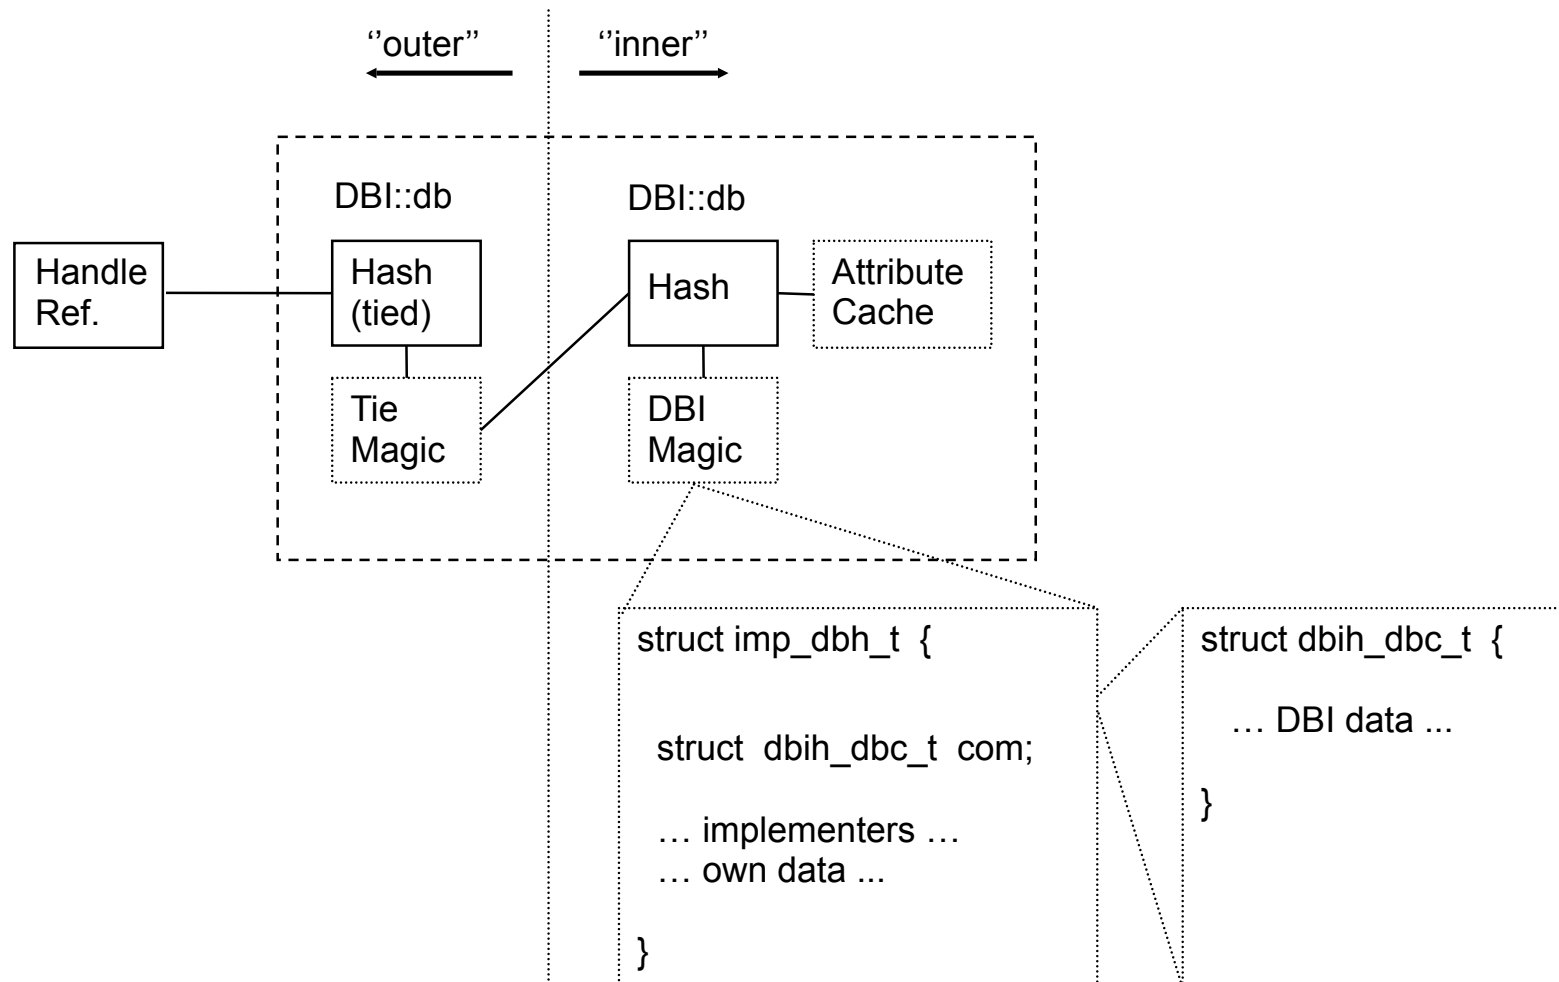 ‘’outer’’
‘’inner’’
DBI::db
DBI::db
Handle
Ref.
Hash
(tied)
Hash
Attribute
Cache
Tie
Magic
DBI
Magic
struct imp_dbh_t {
struct dbih_dbc_t com;
… implementers …
… own data ...
}
struct dbih_dbc_t {
… DBI data ...
}